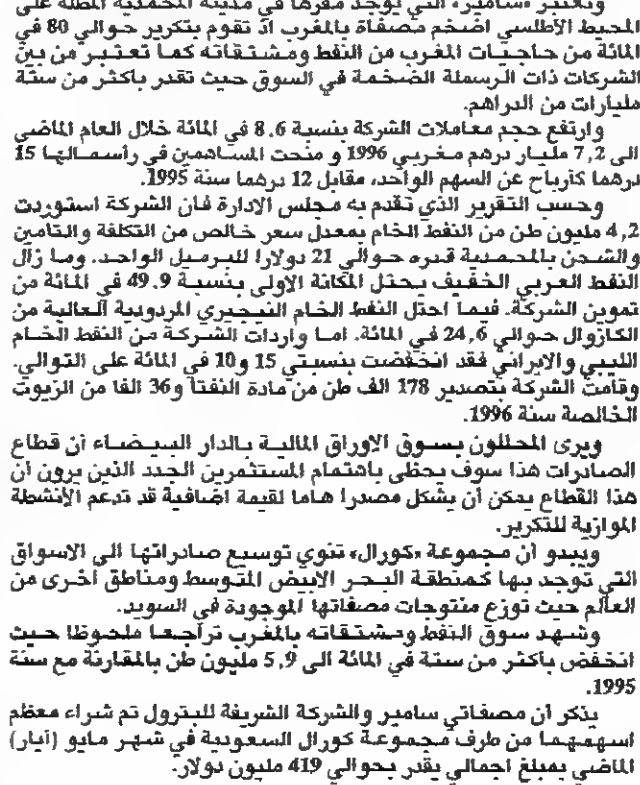 وتعتبر «سامير» التي يوجد مقرها في مدينة المحمدية المطلة على
المحيط الأطلسي اضخم مصفاة بالمغرب اذ تقوم بتكرير حوالي 80 في
المائة من حاجيات المغرب من النفط ومشتقاته كما تعتبر من بين
الشركات ذات الرسملة الضخمة في السوق حيث تقدر باكثر من ستة
مليارات من الدراهم.
وارتفع حجم معاملات الشركة بنسبة 8.6 في المائة خلال العام الماضي
الى 7,2 مليار درهم مغربي 1996 و منحت المساهمين في راسمالها 15
درهما كأرباح عن السهم الواحد، مقابل 12 درهما سنة 1995.
وحسب التقرير الذي تقدم به مجلس الادارة فان الشركة استوردت
4,2 مليون طن من النفط الخام بمعدل سعر خالص من التكلفة والتامين
والشحن بالمحمدية قدره حوالي 21 دولارا للبرميل الواحد. وما زال
النفط العربي الخفيف يحتل المكانة الاولى بنسبة 49.9 في المائة من
تموين الشركة. فيما احتل النفط الخام النيجيري المردودية العالية من
الكازوال حوالي 24,6 في المائة. اما واردات الشركة من النفط الخام
الليبي والايراني فقد انخفضت بنسبتي 15 و10 في المائة على التوالي.
وقامت الشركة بتصدير 178 الف طن من مادة النفتا و36 الفا من الزيوت
الخالصة سنة 1996.
ويرى المحللون بسوق الاوراق المالية بالدار البيضاء أن قطاع
الصادرات هذا سوف يحظى باهتمام المستثمرين الجدد الذين يرون أن
هذا القطاع يمكن أن يشكل مصدرا هاما لقيمة اضافية قد تدعم الأنشطة
الموازية للتكرير.
ويبدو أن مجموعة «كورال» تنوي توسيع صادراتها الى الاسواق
التي توجد بها كمنطقة البحر الابيض المتوسط ومناطق أخرى من
العالم حيث توزع منتوجات مصفاتها الموجودة في السويد.
وشهد سوق النفط ومشتقاته بالمغرب تراجعا ملحوظا حيث
انخفض باكثر من ستة في المائة الى 5,9 مليون طن بالمقارنة مع سنة
1995.
يذكر أن مصفاتي سامير والشركة الشريفة للبترول تم شراء معظم
اسهمهما من طرف مجموعة كورال السعودية في شهر مايو (أيار)
الماضي بمبلغ اجمالي يقدر بحوالي 419 مليون دولار.